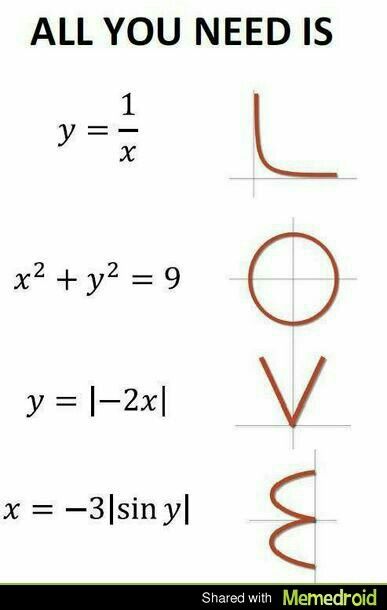 ALL YOU NEED IS
y = 1/x
x² + y² = 9
y = |−2x|
x = −3|sin y|
Shared with Memedroid